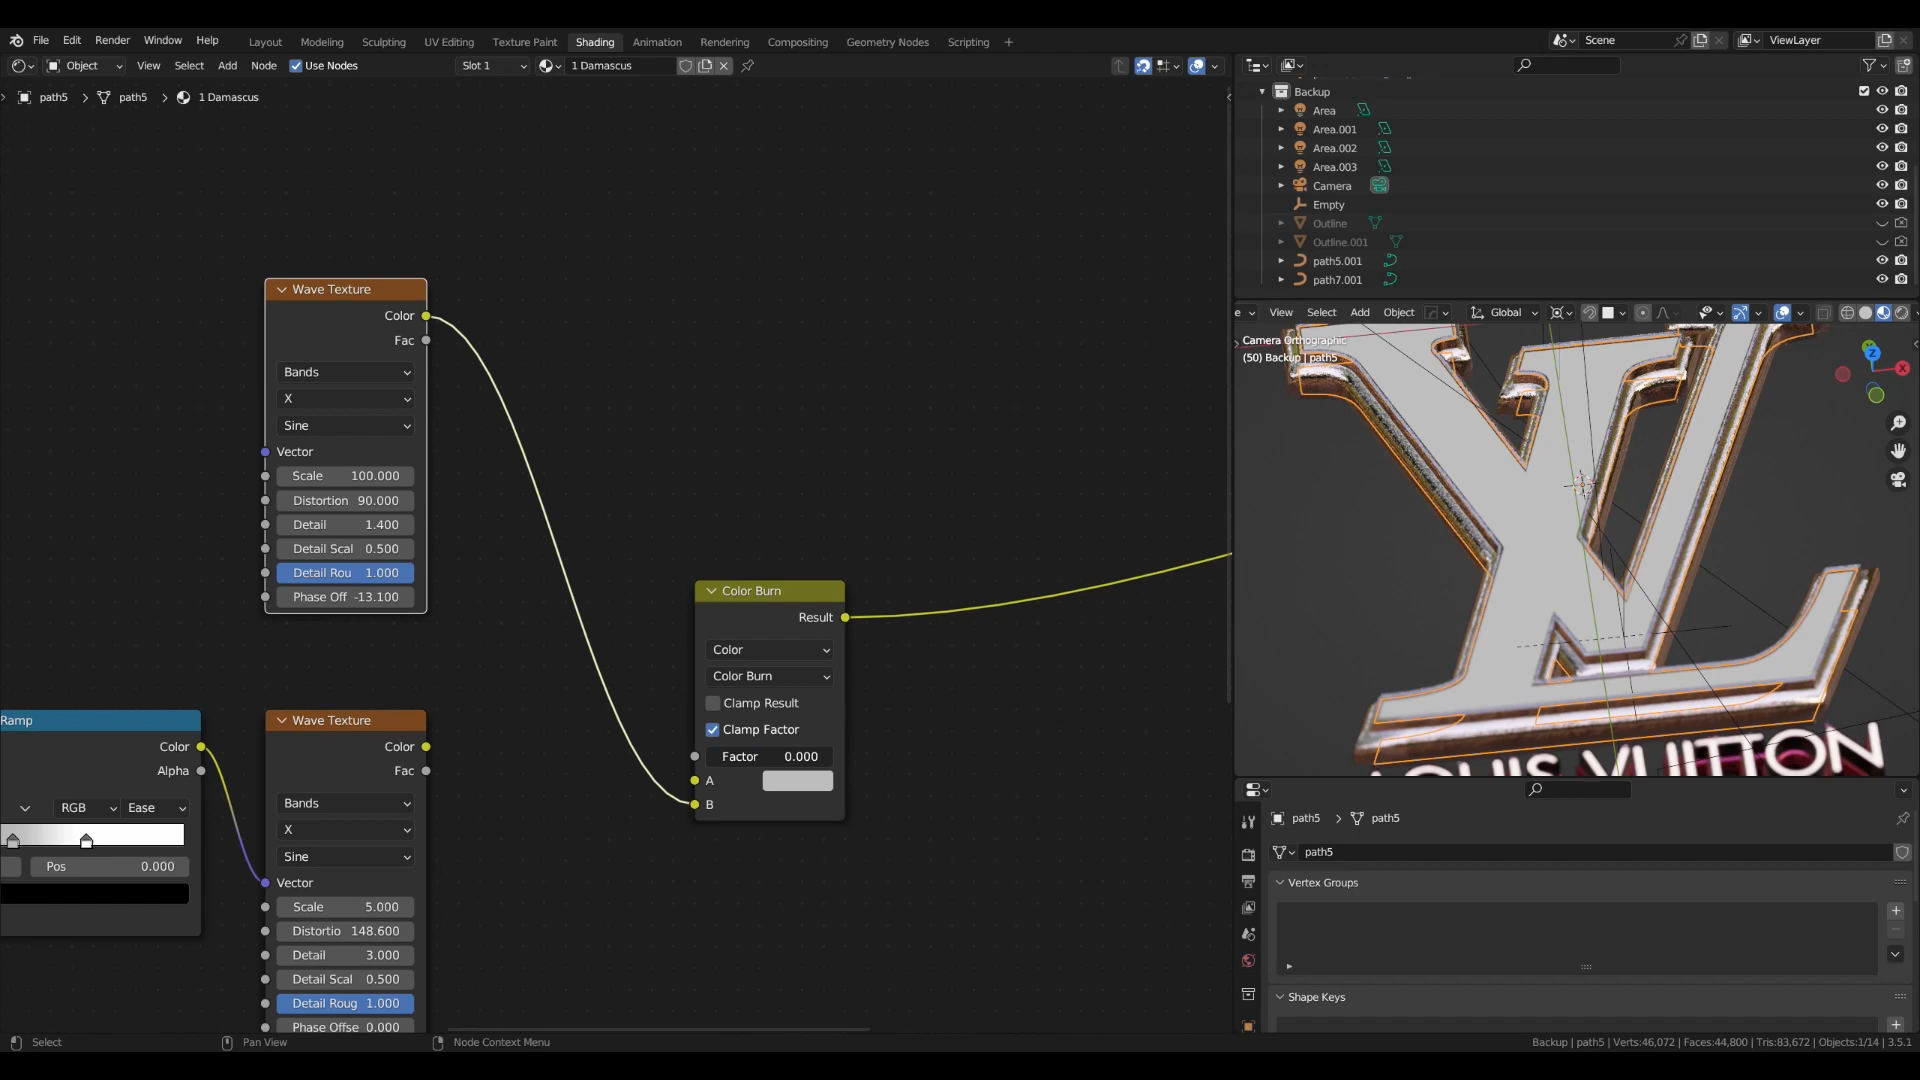 File Edit Render Window Help Layout Modeling Sculpting UV Editing Texture Paint Shading Animation Rendering Compositing Geometry Nodes Scripting + Scene ViewLayer
Object View Select Add Node Use Nodes Slot 1 1 Damascus
path5 > path5 > 1 Damascus
Wave Texture
Color
Fac
Bands
X
Sine
Vector
Scale 100.000
Distortion 90.000
Detail 1.400
Detail Scal 0.500
Detail Rou 1.000
Phase Off -13.100
Color Burn
Result
Color
Color Burn
Clamp Result
Clamp Factor
Factor 0.000
A
B
Ramp
Color
Alpha
RGB Ease
Pos 0.000
Wave Texture
Color
Fac
Bands
X
Sine
Vector
Scale 5.000
Distortio 148.600
Detail 3.000
Detail Scal 0.500
Detail Roug 1.000
Phase Offse 0.000
Backup
Area
Area.001
Area.002
Area.003
Camera
Empty
Outline
Outline.001
path5.001
path7.001
e View Select Add Object Global
Camera Orthographic
(50) Backup | path5
Z
X
LOUIS VUITTON
path5 > path5
path5
Vertex Groups
Shape Keys
Select Pan View Node Context Menu Backup | path5 | Verts:46,072 | Faces:44,800 | Tris:83,672 | Objects:1/14 | 3.5.1